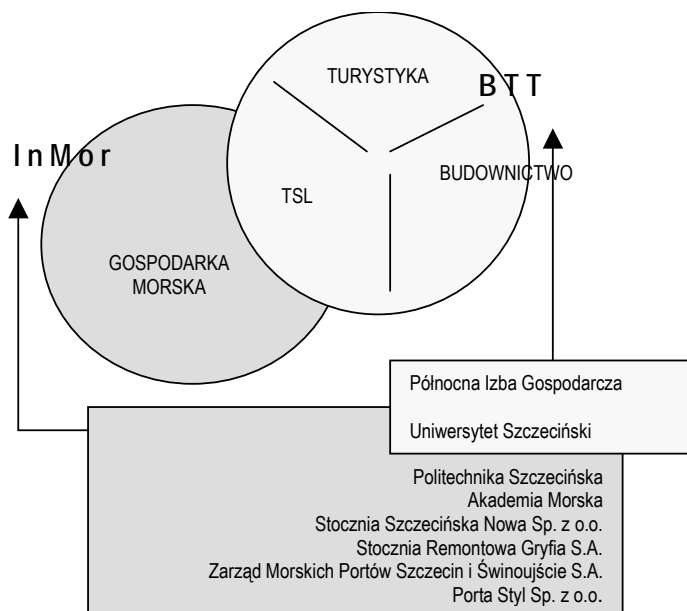 TURYSTYKA
BTT
InMor
BUDOWNICTWO
TSL
GOSPODARKA
MORSKA
Północna Izba Gospodarcza
Uniwersytet Szczeciński
Politechnika Szczecińska
Akademia Morska
Stocznia Szczecińska Nowa Sp. z o.o.
Stocznia Remontowa Gryfia S.A.
Zarząd Morskich Portów Szczecin i Świnoujście S.A.
Porta Styl Sp. z o.o.